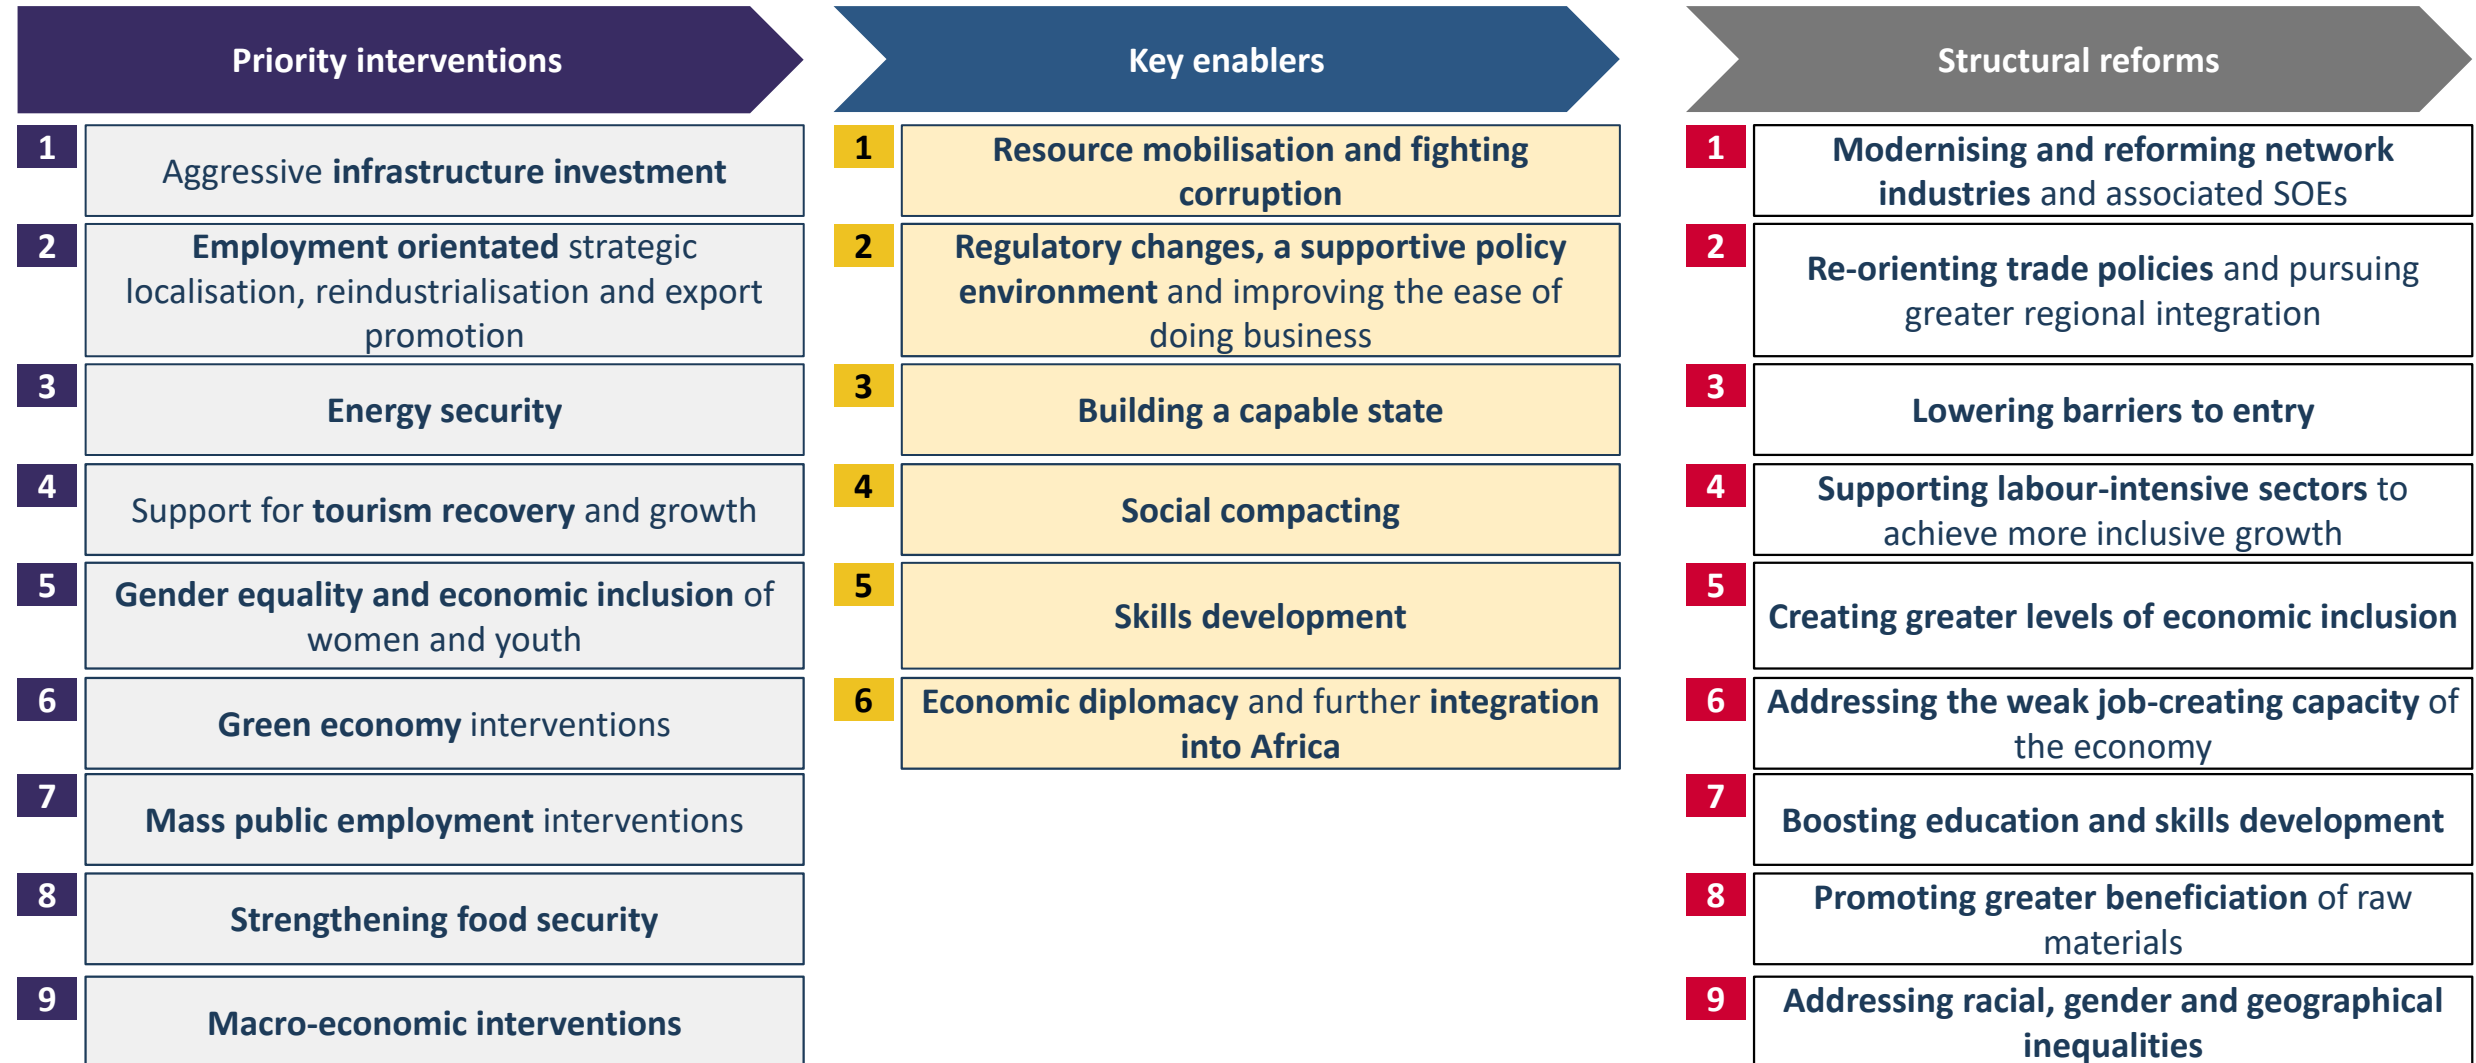 Priority interventions
1
Aggressive infrastructure investment
2
Employment orientated strategic
localisation, reindustrialisation and export
promotion
3
Energy security
4
Support for tourism recovery and growth
5
Gender equality and economic inclusion of
women and youth
6
Green economy interventions
7
Mass public employment interventions
8
Strengthening food security
9
Macro-economic interventions
Key enablers
1
Resource mobilisation and fighting
corruption
2
Regulatory changes, a supportive policy
environment and improving the ease of
doing business
3
Building a capable state
4
Social compacting
5
Skills development
6
Economic diplomacy and further integration
into Africa
Structural reforms
1
Modernising and reforming network
industries and associated SOEs
2
Re-orienting trade policies and pursuing
greater regional integration
3
Lowering barriers to entry
4
Supporting labour-intensive sectors to
achieve more inclusive growth
5
Creating greater levels of economic inclusion
6
Addressing the weak job-creating capacity of
the economy
7
Boosting education and skills development
8
Promoting greater beneficiation of raw
materials
9
Addressing racial, gender and geographical
inequalities